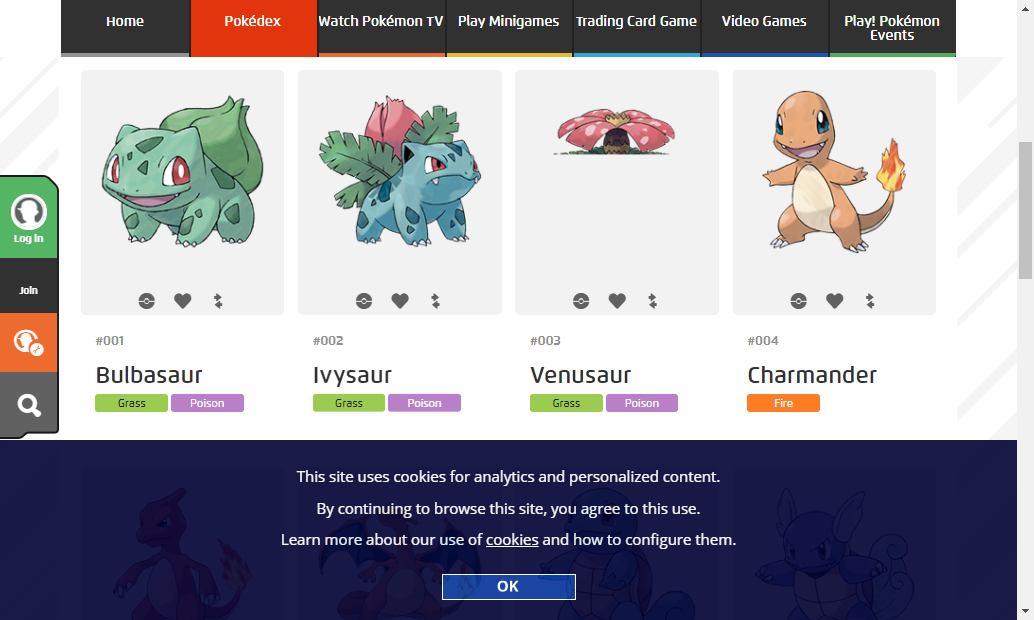 Home
Pokédex
Watch Pokémon TV
Play Minigames
Trading Card Game
Video Games
Play! Pokémon
Events
Log In
Join
#001
Bulbasaur
Grass
Poison
#002
Ivysaur
Grass
Poison
#003
Venusaur
Grass
Poison
#004
Charmander
Fire
This site uses cookies for analytics and personalized content.
By continuing to browse this site, you agree to this use.
Learn more about our use of cookies and how to configure them.
OK